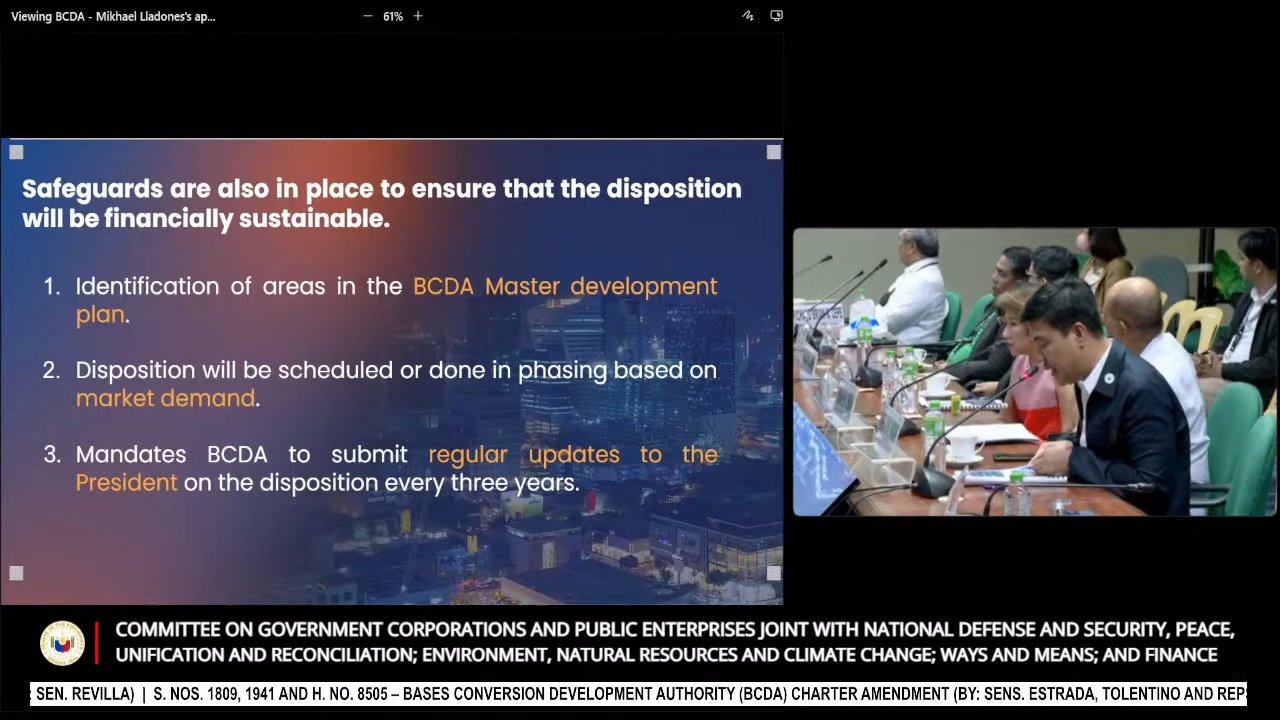 Viewing BCDA - Mikhael Lladones's ap...
61%
Safeguards are also in place to ensure that the disposition
will be financially sustainable.
1. Identification of areas in the BCDA Master development
plan.
2. Disposition will be scheduled or done in phasing based on
market demand.
3. Mandates BCDA to submit regular updates to the
President on the disposition every three years.
COMMITTEE ON GOVERNMENT CORPORATIONS AND PUBLIC ENTERPRISES JOINT WITH NATIONAL DEFENSE AND SECURITY, PEACE,
UNIFICATION AND RECONCILIATION; ENVIRONMENT, NATURAL RESOURCES AND CLIMATE CHANGE; WAYS AND MEANS; AND FINANCE
SEN. REVILLA) | S. NOS. 1809, 1941 AND H. NO. 8505 – BASES CONVERSION DEVELOPMENT AUTHORITY (BCDA) CHARTER AMENDMENT (BY: SENS. ESTRADA, TOLENTINO AND REP